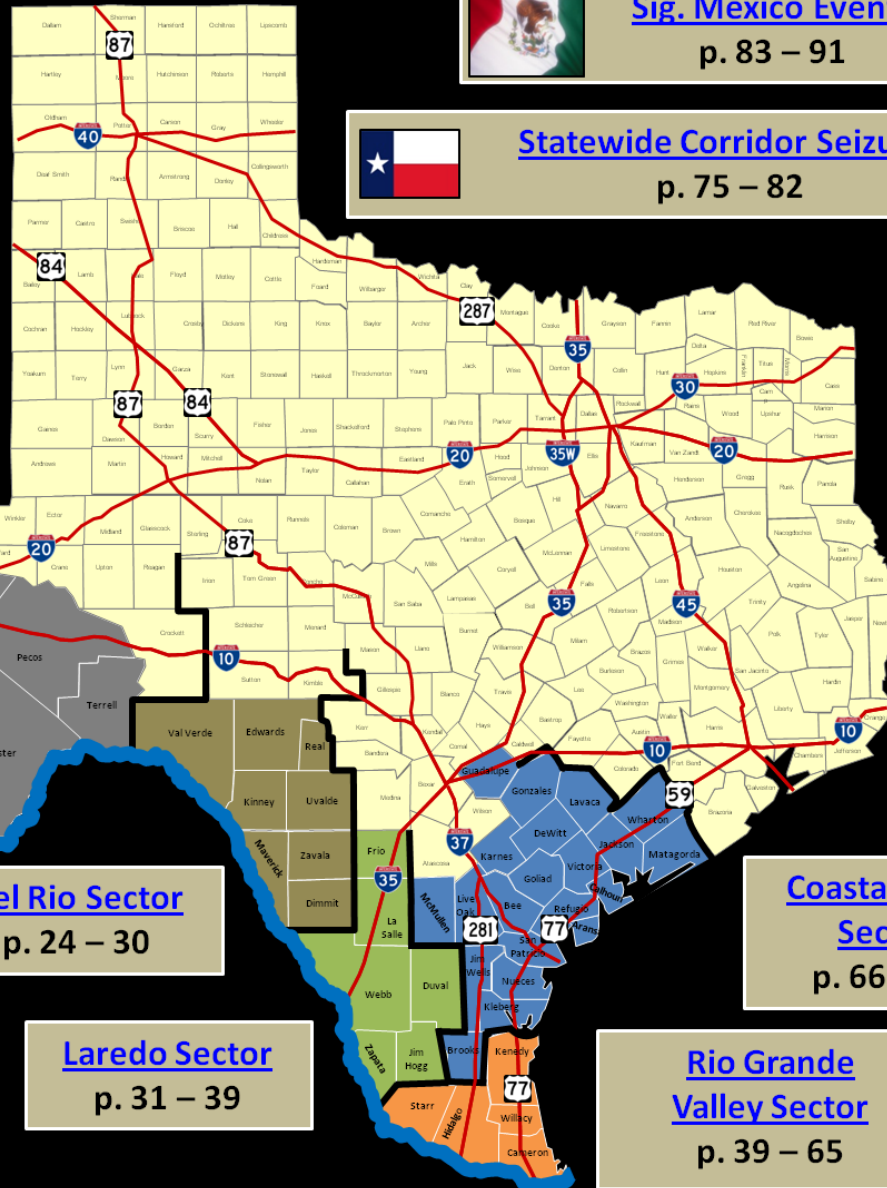 Sig. Mexico Even
p. 83 – 91
Statewide Corridor Seizu
p. 75 – 82
Dallam Sherman Hansford Ochiltree Lipscomb
87
Hartley Moore Hutchinson Roberts Hemphill
Oldham Potter Carson Gray Wheeler
40
Deaf Smith Randall Armstrong Donley Collingsworth
Parmer Castro Swisher Briscoe Hall Childress
84
Bailey Lamb Floyd Motley Cottle Hardeman Foard Wilbarger Wichita Clay
287
Montague Cooke Grayson Fannin Lamar Red River Bowie
Cochran Hockley Lubbock Crosby Dickens King Knox Baylor Archer
35
Delta Franklin Titus Morris Cass
Yoakum Terry Lynn Garza Kent Stonewall Haskell Throckmorton Young Jack Wise Denton Collin Hunt Hopkins
30
87
84
Rockwall Rains Wood Camp Upshur Marion
Gaines Dawson Borden Scurry Fisher Jones Shackelford Stephens Palo Pinto Parker Tarrant Dallas Kaufman Van Zandt Harrison
20
35W
20
Andrews Martin Howard Mitchell Nolan Taylor Callahan Eastland Erath Hood Somervell Johnson Ellis Henderson Gregg Rusk Panola
Winkler Ector Midland Glasscock Sterling Coke Runnels Coleman Brown Comanche Hamilton Bosque Hill Navarro Anderson Cherokee Nacogdoches Shelby
20
87
ard Crane Upton Reagan Irion Tom Green Concho McCulloch San Saba Mills Lampasas Coryell McLennan Limestone Freestone Leon Houston Angelina San Augustine Sabine
35
45
Falls Bell Robertson Madison Trinity Polk Tyler Jasper New
Crockett Schleicher Menard Mason Llano Burnet Williamson Milam Brazos Grimes Walker San Jacinto Hardin
10
Pecos
Terrell
Sutton Kimble Gillespie Blanco Travis Lee Burleson Washington Montgomery Liberty Orange
10
Val Verde Edwards Real Kerr Kendall Hays Bastrop Fayette Austin Waller Harris Chambers Jefferson
ster
Bandera Comal Caldwell Colorado Fort Bend Galveston
10
Kinney Uvalde Medina Bexar Guadalupe Gonzales Lavaca Wharton Brazoria
59
Maverick Zavala Frio Atascosa Wilson Karnes DeWitt Jackson Matagorda
37
Dimmit La Salle McMullen Live Oak Bee Goliad Victoria Calhoun Refugio Arans
35
281
77
San Patricio
Webb Duval Jim Wells Nueces Kleberg
Zapata Jim Hogg Brooks Kenedy
77
Starr Hidalgo Willacy Cameron
el Rio Sector
p. 24 – 30
Coasta
Sec
p. 66
Laredo Sector
p. 31 – 39
Rio Grande
Valley Sector
p. 39 – 65